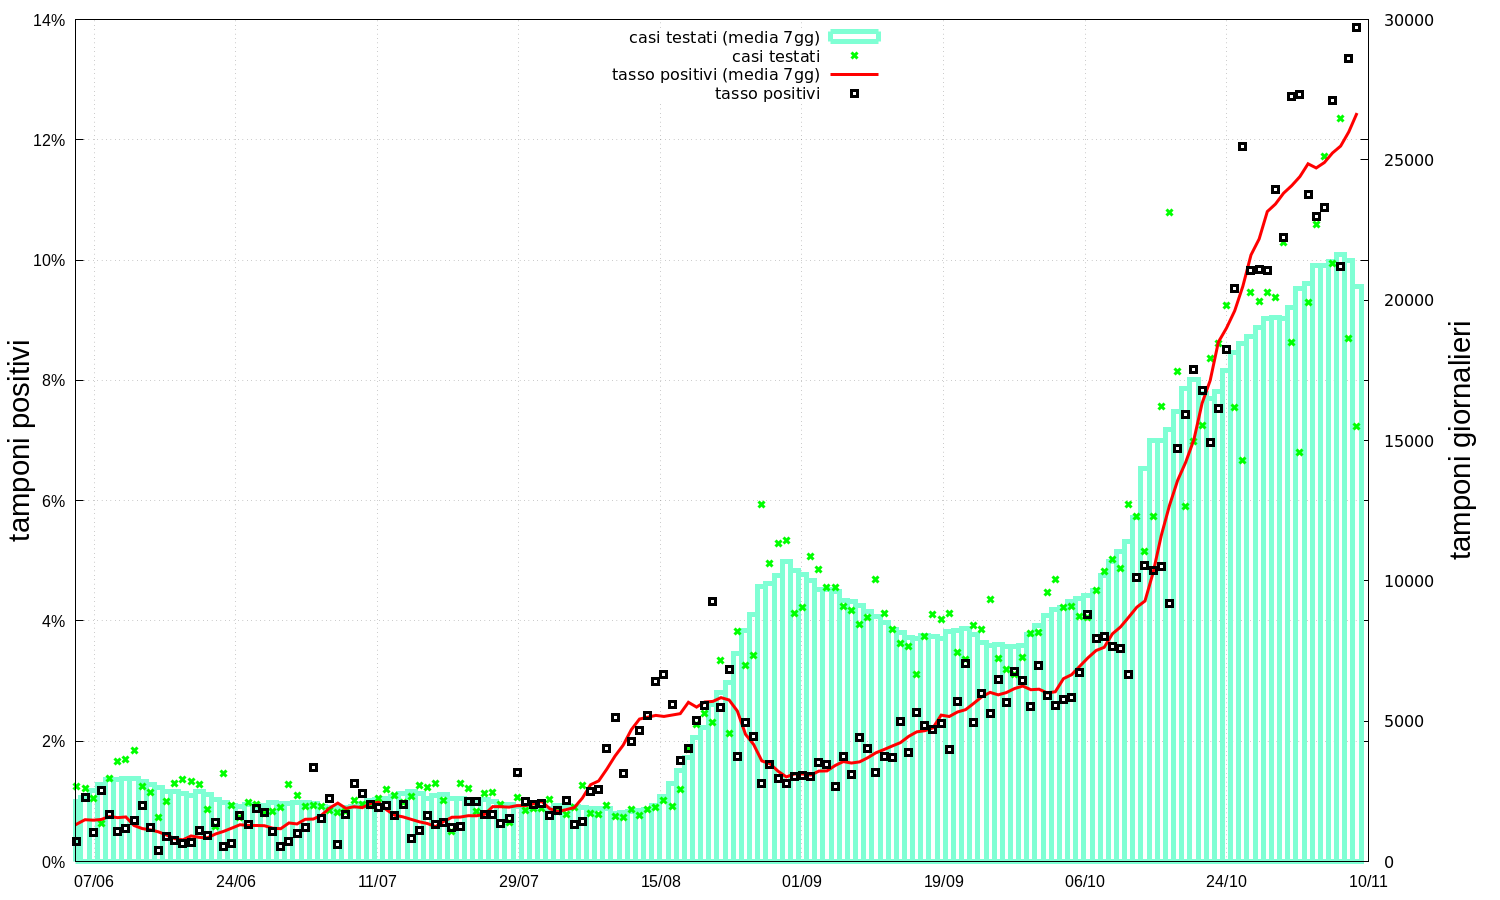 casi testati (media 7gg)
casi testati
tasso positivi (media 7gg)
tasso positivi
tamponi positivi
14%
12%
10%
8%
6%
4%
2%
0%
30000
25000
20000
15000
10000
5000
0
tamponi giornalieri
07/06 24/06 11/07 29/07 15/08 01/09 19/09 06/10 24/10 10/11